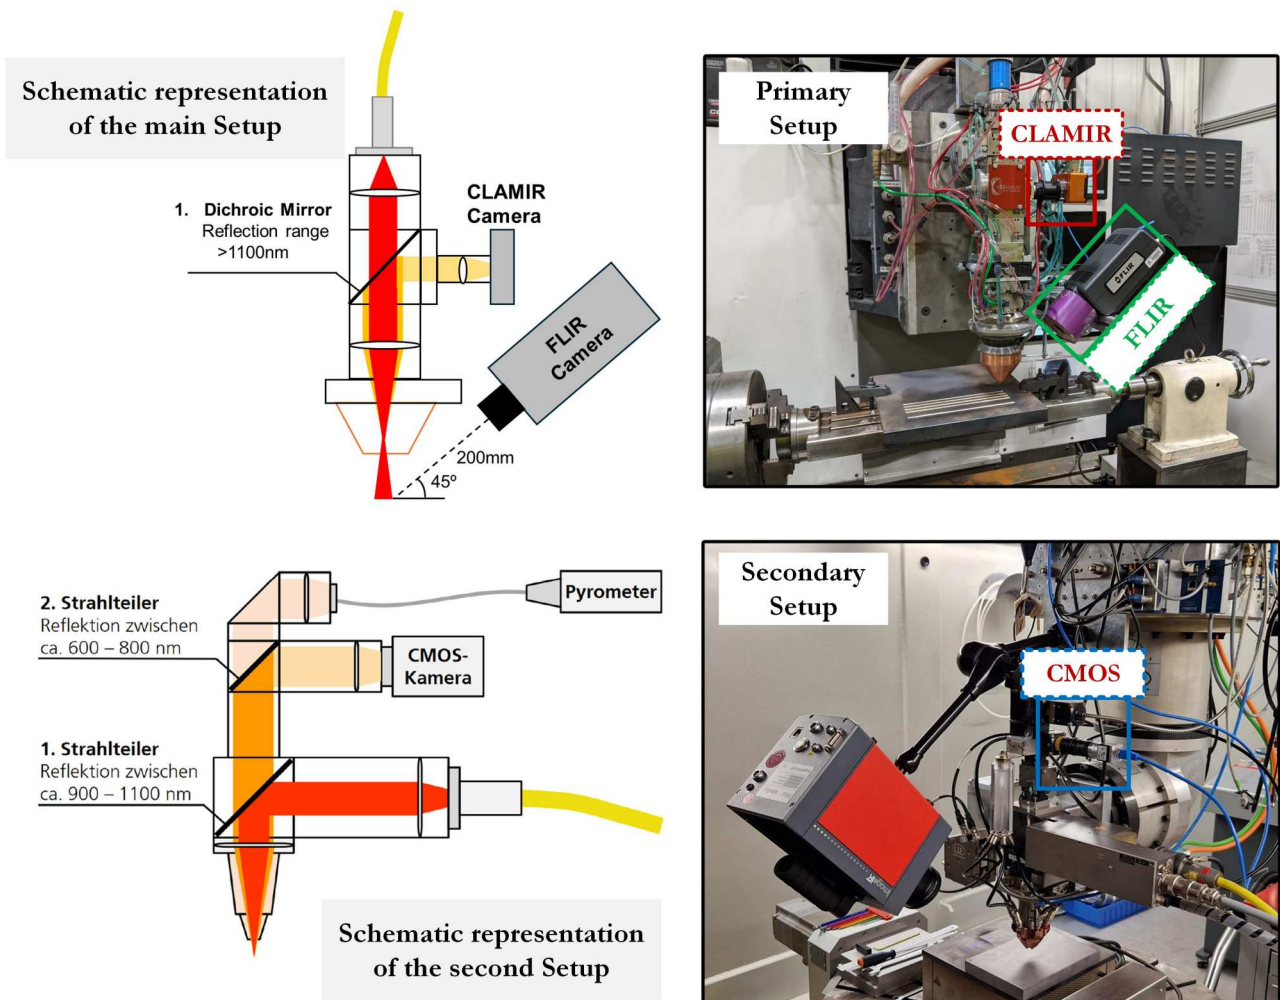 Schematic representation
of the main Setup
1. Dichroic Mirror
Reflection range
>1100nm
CLAMIR
Camera
FLIR
Camera
200mm
45º
Primary
Setup
CLAMIR
FLIR
FLIR
2. Strahlteiler
Reflektion zwischen
ca. 600 – 800 nm
Pyrometer
CMOS-
Kamera
1. Strahlteiler
Reflektion zwischen
ca. 900 – 1100 nm
Schematic representation
of the second Setup
Secondary
Setup
CMOS